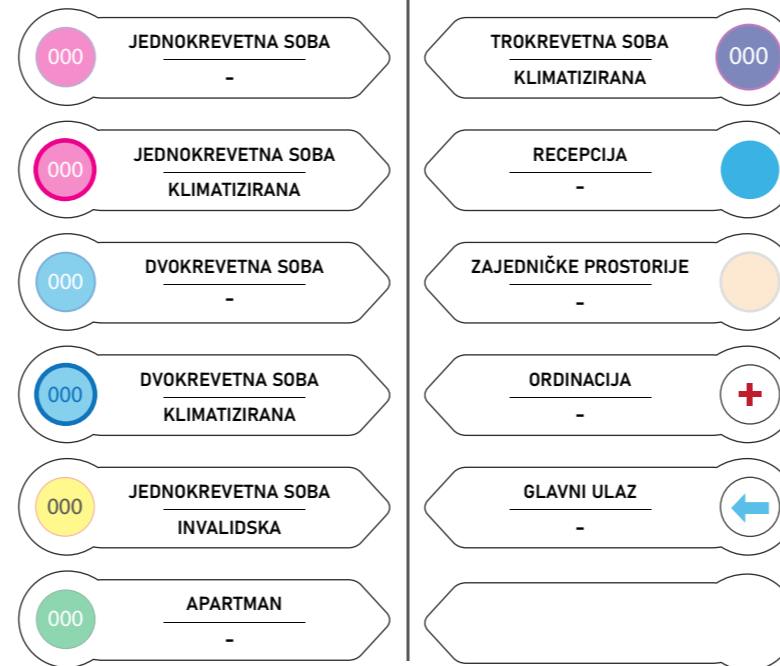 000
JEDNOKREVETNA SOBA
-
000
JEDNOKREVETNA SOBA
KLIMATIZIRANA
000
DVOKREVETNA SOBA
-
000
DVOKREVETNA SOBA
KLIMATIZIRANA
000
JEDNOKREVETNA SOBA
INVALIDSKA
000
APARTMAN
-
TROKREVETNA SOBA
KLIMATIZIRANA
000
RECEPCIJA
-
ZAJEDNIČKE PROSTORIJE
-
ORDINACIJA
-
GLAVNI ULAZ
-